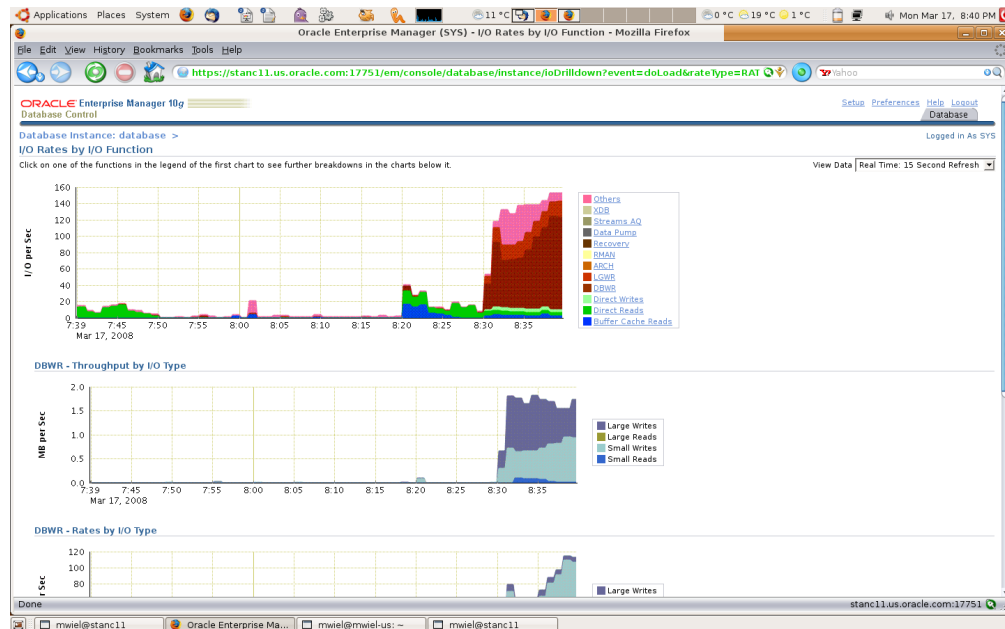 Applications Places System 11 °C 0 °C 19 °C 1 °C Mon Mar 17, 8:40 PM
Oracle Enterprise Manager (SYS) - I/O Rates by I/O Function - Mozilla Firefox
File Edit View History Bookmarks Tools Help
https://stanc11.us.oracle.com:17751/em/console/database/instance/ioDrilldown?event=doLoad&rateType=RAT Yahoo
ORACLE Enterprise Manager 10g
Database Control
Setup Preferences Help Logout
Database
Database Instance: database >
Logged in As SYS
I/O Rates by I/O Function
Click on one of the functions in the legend of the first chart to see further breakdowns in the charts below it.
View Data Real Time: 15 Second Refresh
I/O per Sec
160
140
120
100
80
60
40
20
0
7:39 7:45 7:50 7:55 8:00 8:05 8:10 8:15 8:20 8:25 8:30 8:35
Mar 17, 2008
Others
XDB
Streams AQ
Data Pump
Recovery
RMAN
ARCH
LGWR
DBWR
Direct Writes
Direct Reads
Buffer Cache Reads
DBWR - Throughput by I/O Type
MB per Sec
2.0
1.5
1.0
0.5
0.0
7:39 7:45 7:50 7:55 8:00 8:05 8:10 8:15 8:20 8:25 8:30 8:35
Mar 17, 2008
Large Writes
Large Reads
Small Writes
Small Reads
DBWR - Rates by I/O Type
r Sec
120
100
80
Large Writes
Done
stanc11.us.oracle.com:17751
mwiel@stanc11 Oracle Enterprise Ma... mwiel@mwiel-us: ~ mwiel@stanc11